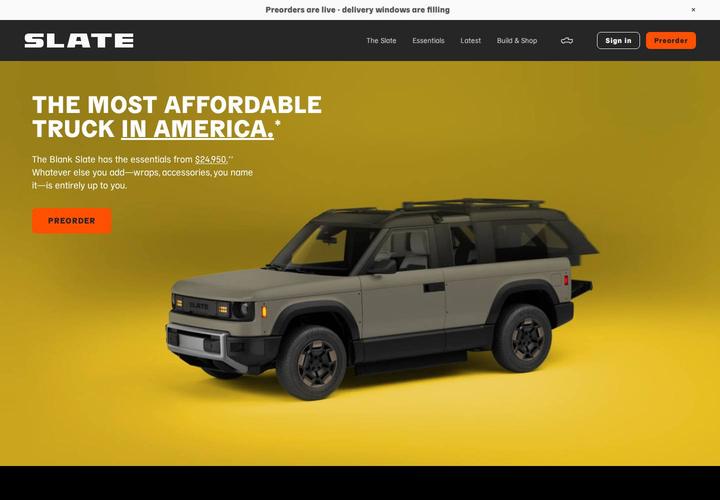 Preorders are live - delivery windows are filling
×
SLATE
The Slate
Essentials
Latest
Build & Shop
Sign in
Preorder
THE MOST AFFORDABLE
TRUCK IN AMERICA.*
The Blank Slate has the essentials from $24,950.**
Whatever else you add—wraps, accessories, you name
it—is entirely up to you.
PREORDER
SLATE